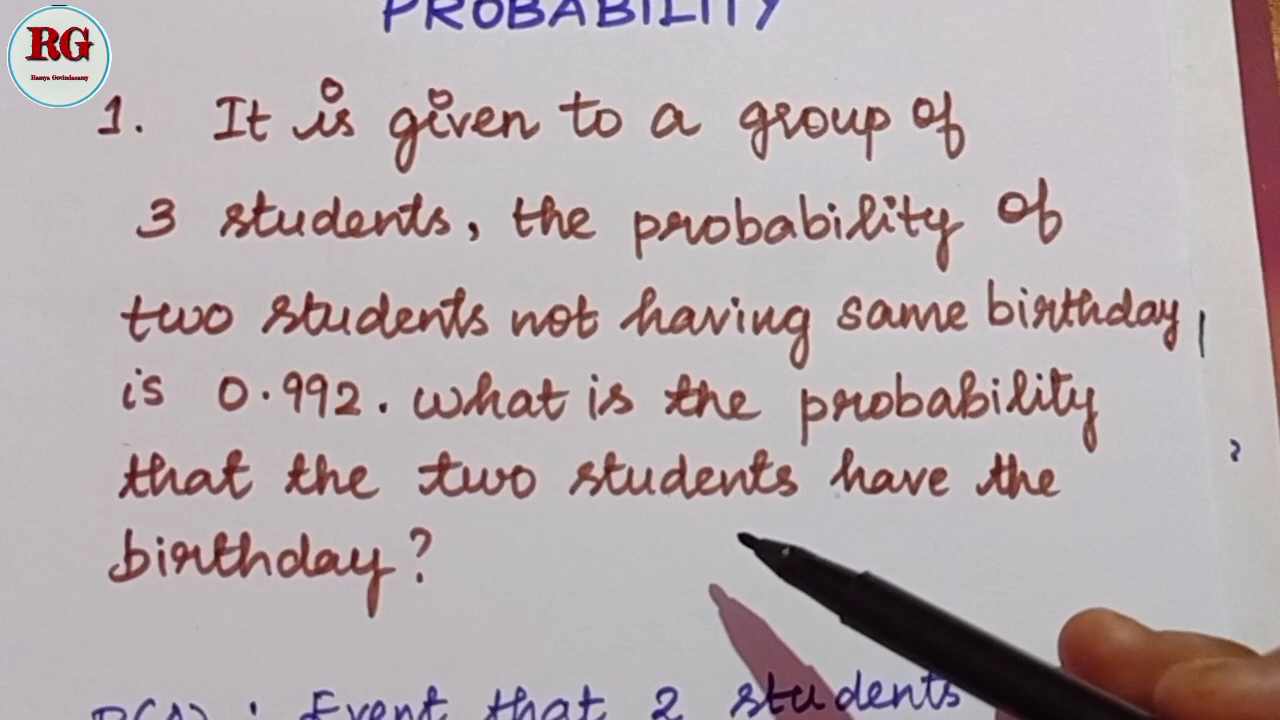 PROBABILITY
RG
Ramya Govindasamy
1. It is given to a group of
3 students, the probability of
two students not having same birthday
is 0.992. What is the probability
that the two students have the
birthday?
P(A) : Event that 2 students